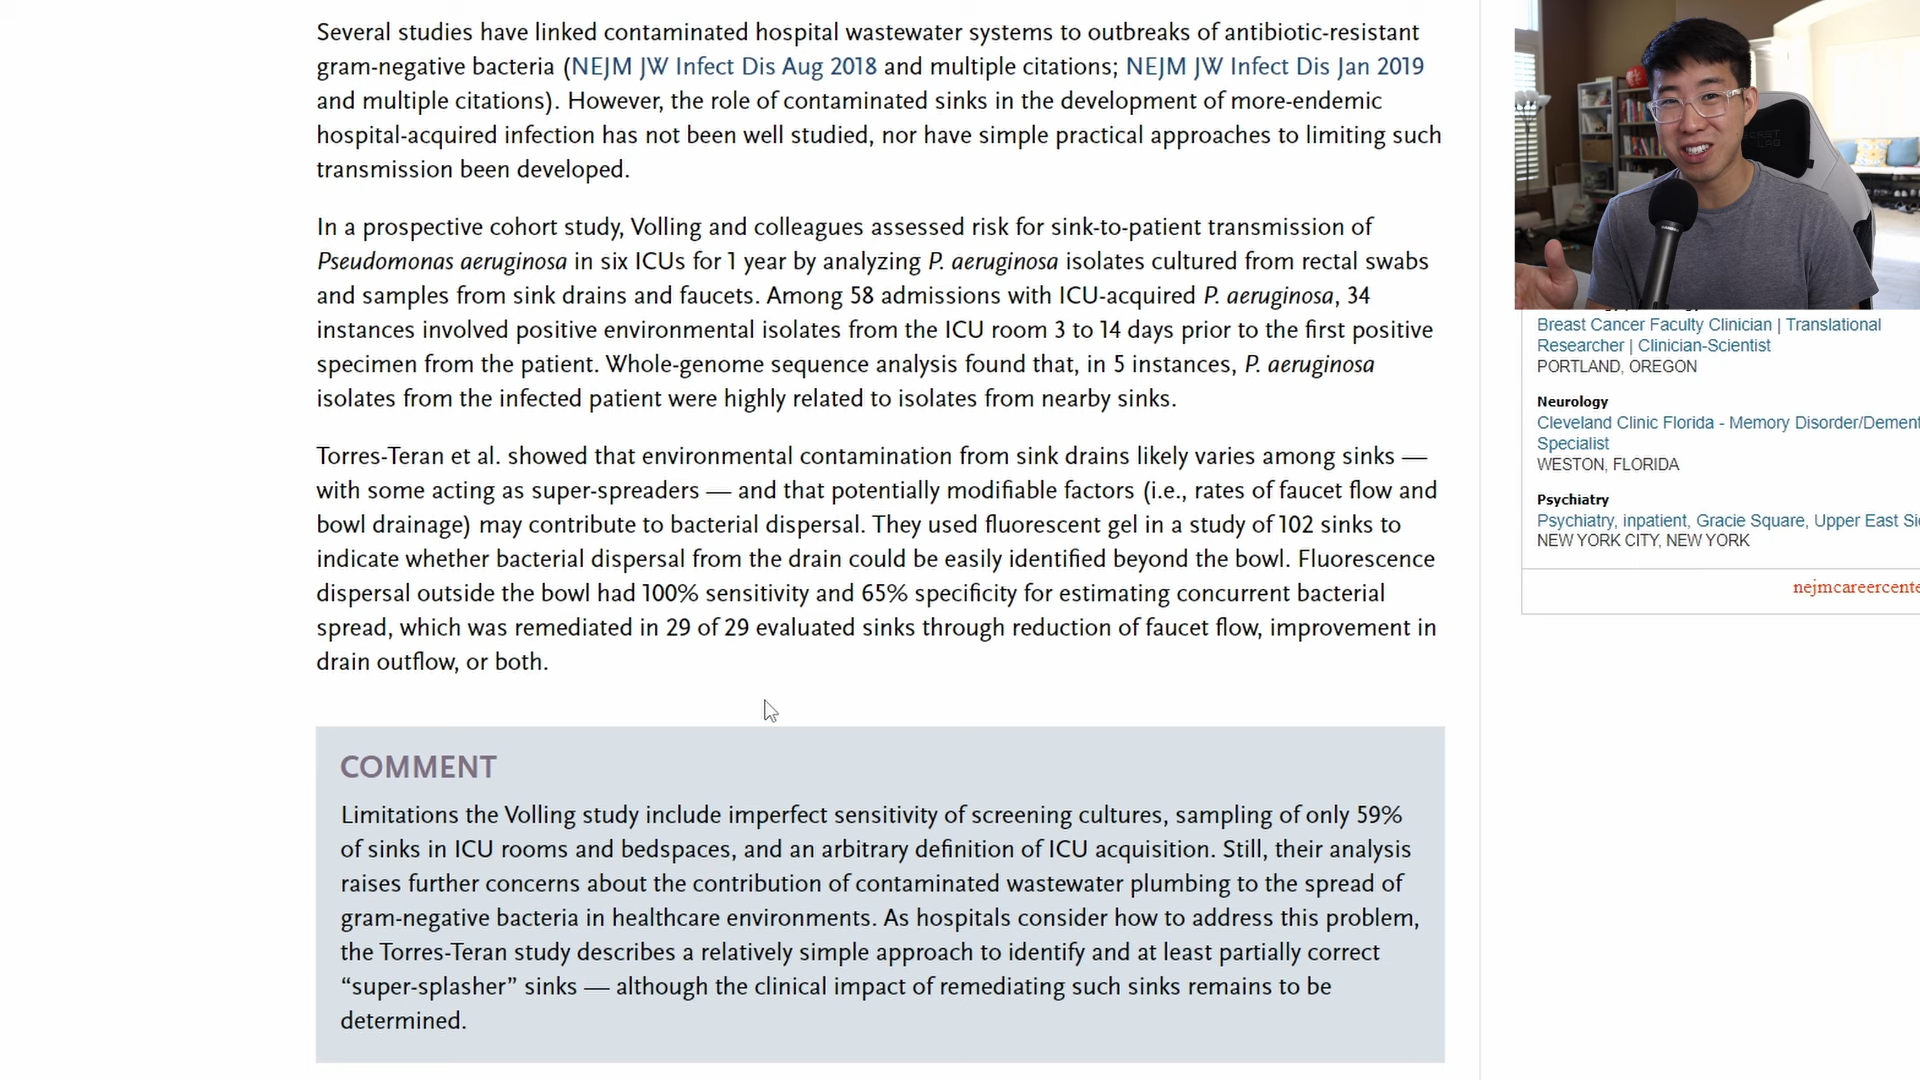 Several studies have linked contaminated hospital wastewater systems to outbreaks of antibiotic-resistant
gram-negative bacteria (NEJM JW Infect Dis Aug 2018 and multiple citations; NEJM JW Infect Dis Jan 2019
and multiple citations). However, the role of contaminated sinks in the development of more-endemic
hospital-acquired infection has not been well studied, nor have simple practical approaches to limiting such
transmission been developed.
In a prospective cohort study, Volling and colleagues assessed risk for sink-to-patient transmission of
Pseudomonas aeruginosa in six ICUs for 1 year by analyzing P. aeruginosa isolates cultured from rectal swabs
and samples from sink drains and faucets. Among 58 admissions with ICU-acquired P. aeruginosa, 34
instances involved positive environmental isolates from the ICU room 3 to 14 days prior to the first positive
specimen from the patient. Whole-genome sequence analysis found that, in 5 instances, P. aeruginosa
isolates from the infected patient were highly related to isolates from nearby sinks.
Torres-Teran et al. showed that environmental contamination from sink drains likely varies among sinks —
with some acting as super-spreaders — and that potentially modifiable factors (i.e., rates of faucet flow and
bowl drainage) may contribute to bacterial dispersal. They used fluorescent gel in a study of 102 sinks to
indicate whether bacterial dispersal from the drain could be easily identified beyond the bowl. Fluorescence
dispersal outside the bowl had 100% sensitivity and 65% specificity for estimating concurrent bacterial
spread, which was remediated in 29 of 29 evaluated sinks through reduction of faucet flow, improvement in
drain outflow, or both.
COMMENT
Limitations the Volling study include imperfect sensitivity of screening cultures, sampling of only 59%
of sinks in ICU rooms and bedspaces, and an arbitrary definition of ICU acquisition. Still, their analysis
raises further concerns about the contribution of contaminated wastewater plumbing to the spread of
gram-negative bacteria in healthcare environments. As hospitals consider how to address this problem,
the Torres-Teran study describes a relatively simple approach to identify and at least partially correct
“super-splasher” sinks — although the clinical impact of remediating such sinks remains to be
determined.
Breast Cancer Faculty Clinician | Translational
Researcher | Clinician-Scientist
PORTLAND, OREGON
Neurology
Cleveland Clinic Florida - Memory Disorder/Dement
Specialist
WESTON, FLORIDA
Psychiatry
Psychiatry, inpatient, Gracie Square, Upper East Si
NEW YORK CITY, NEW YORK
nejmcareercente